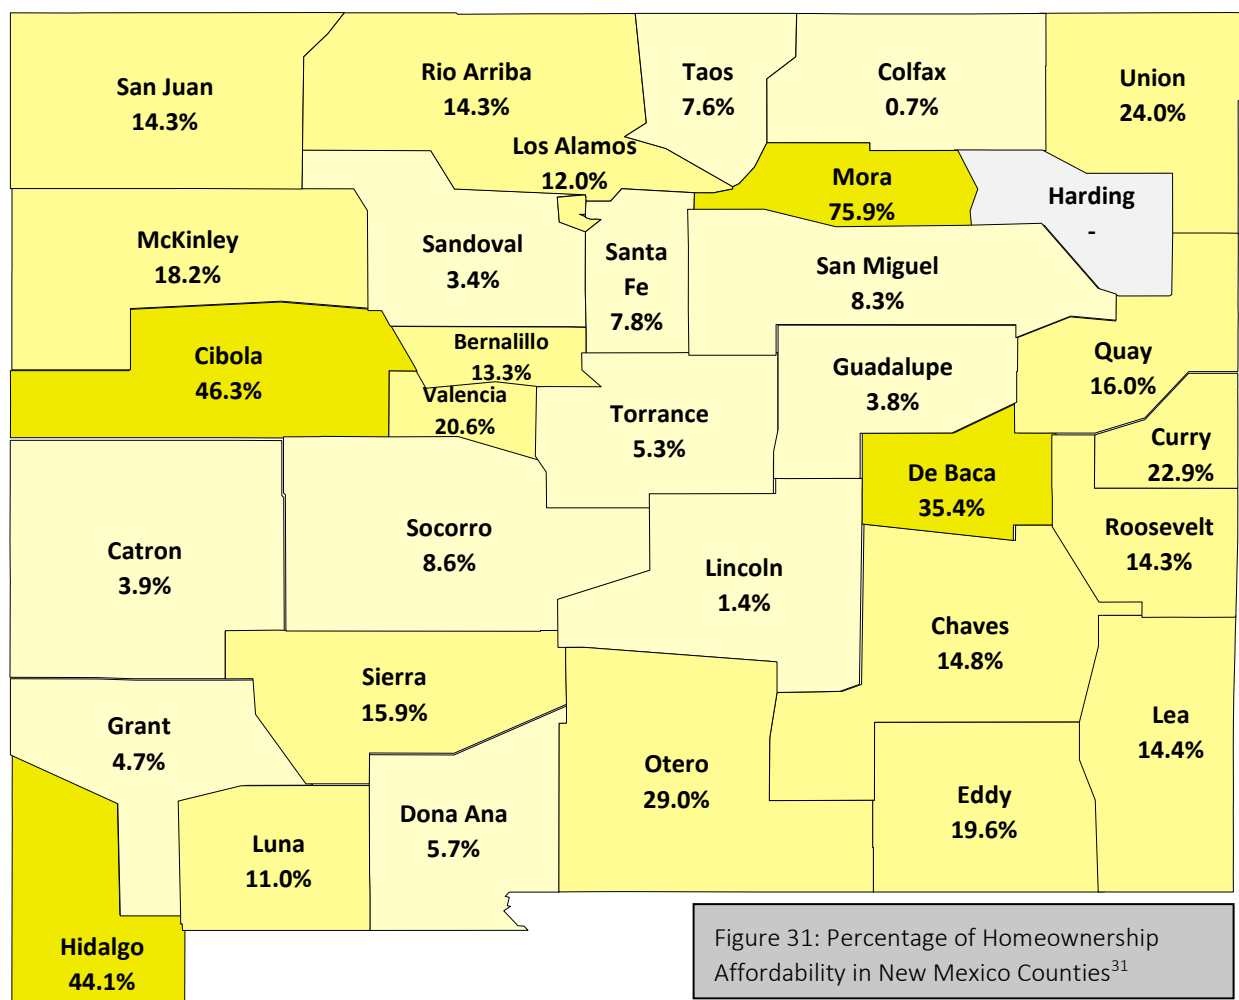 San Juan
14.3%
Rio Arriba
14.3%
Taos
7.6%
Colfax
0.7%
Union
24.0%
Los Alamos
12.0%
Mora
75.9%
Harding
-
McKinley
18.2%
Sandoval
3.4%
Santa
Fe
7.8%
San Miguel
8.3%
Cibola
46.3%
Bernalillo
13.3%
Valencia
20.6%
Torrance
5.3%
Guadalupe
3.8%
Quay
16.0%
Curry
22.9%
De Baca
35.4%
Roosevelt
14.3%
Catron
3.9%
Socorro
8.6%
Lincoln
1.4%
Chaves
14.8%
Sierra
15.9%
Grant
4.7%
Otero
29.0%
Lea
14.4%
Eddy
19.6%
Dona Ana
5.7%
Luna
11.0%
Hidalgo
44.1%
Figure 31: Percentage of Homeownership
Affordability in New Mexico Counties31